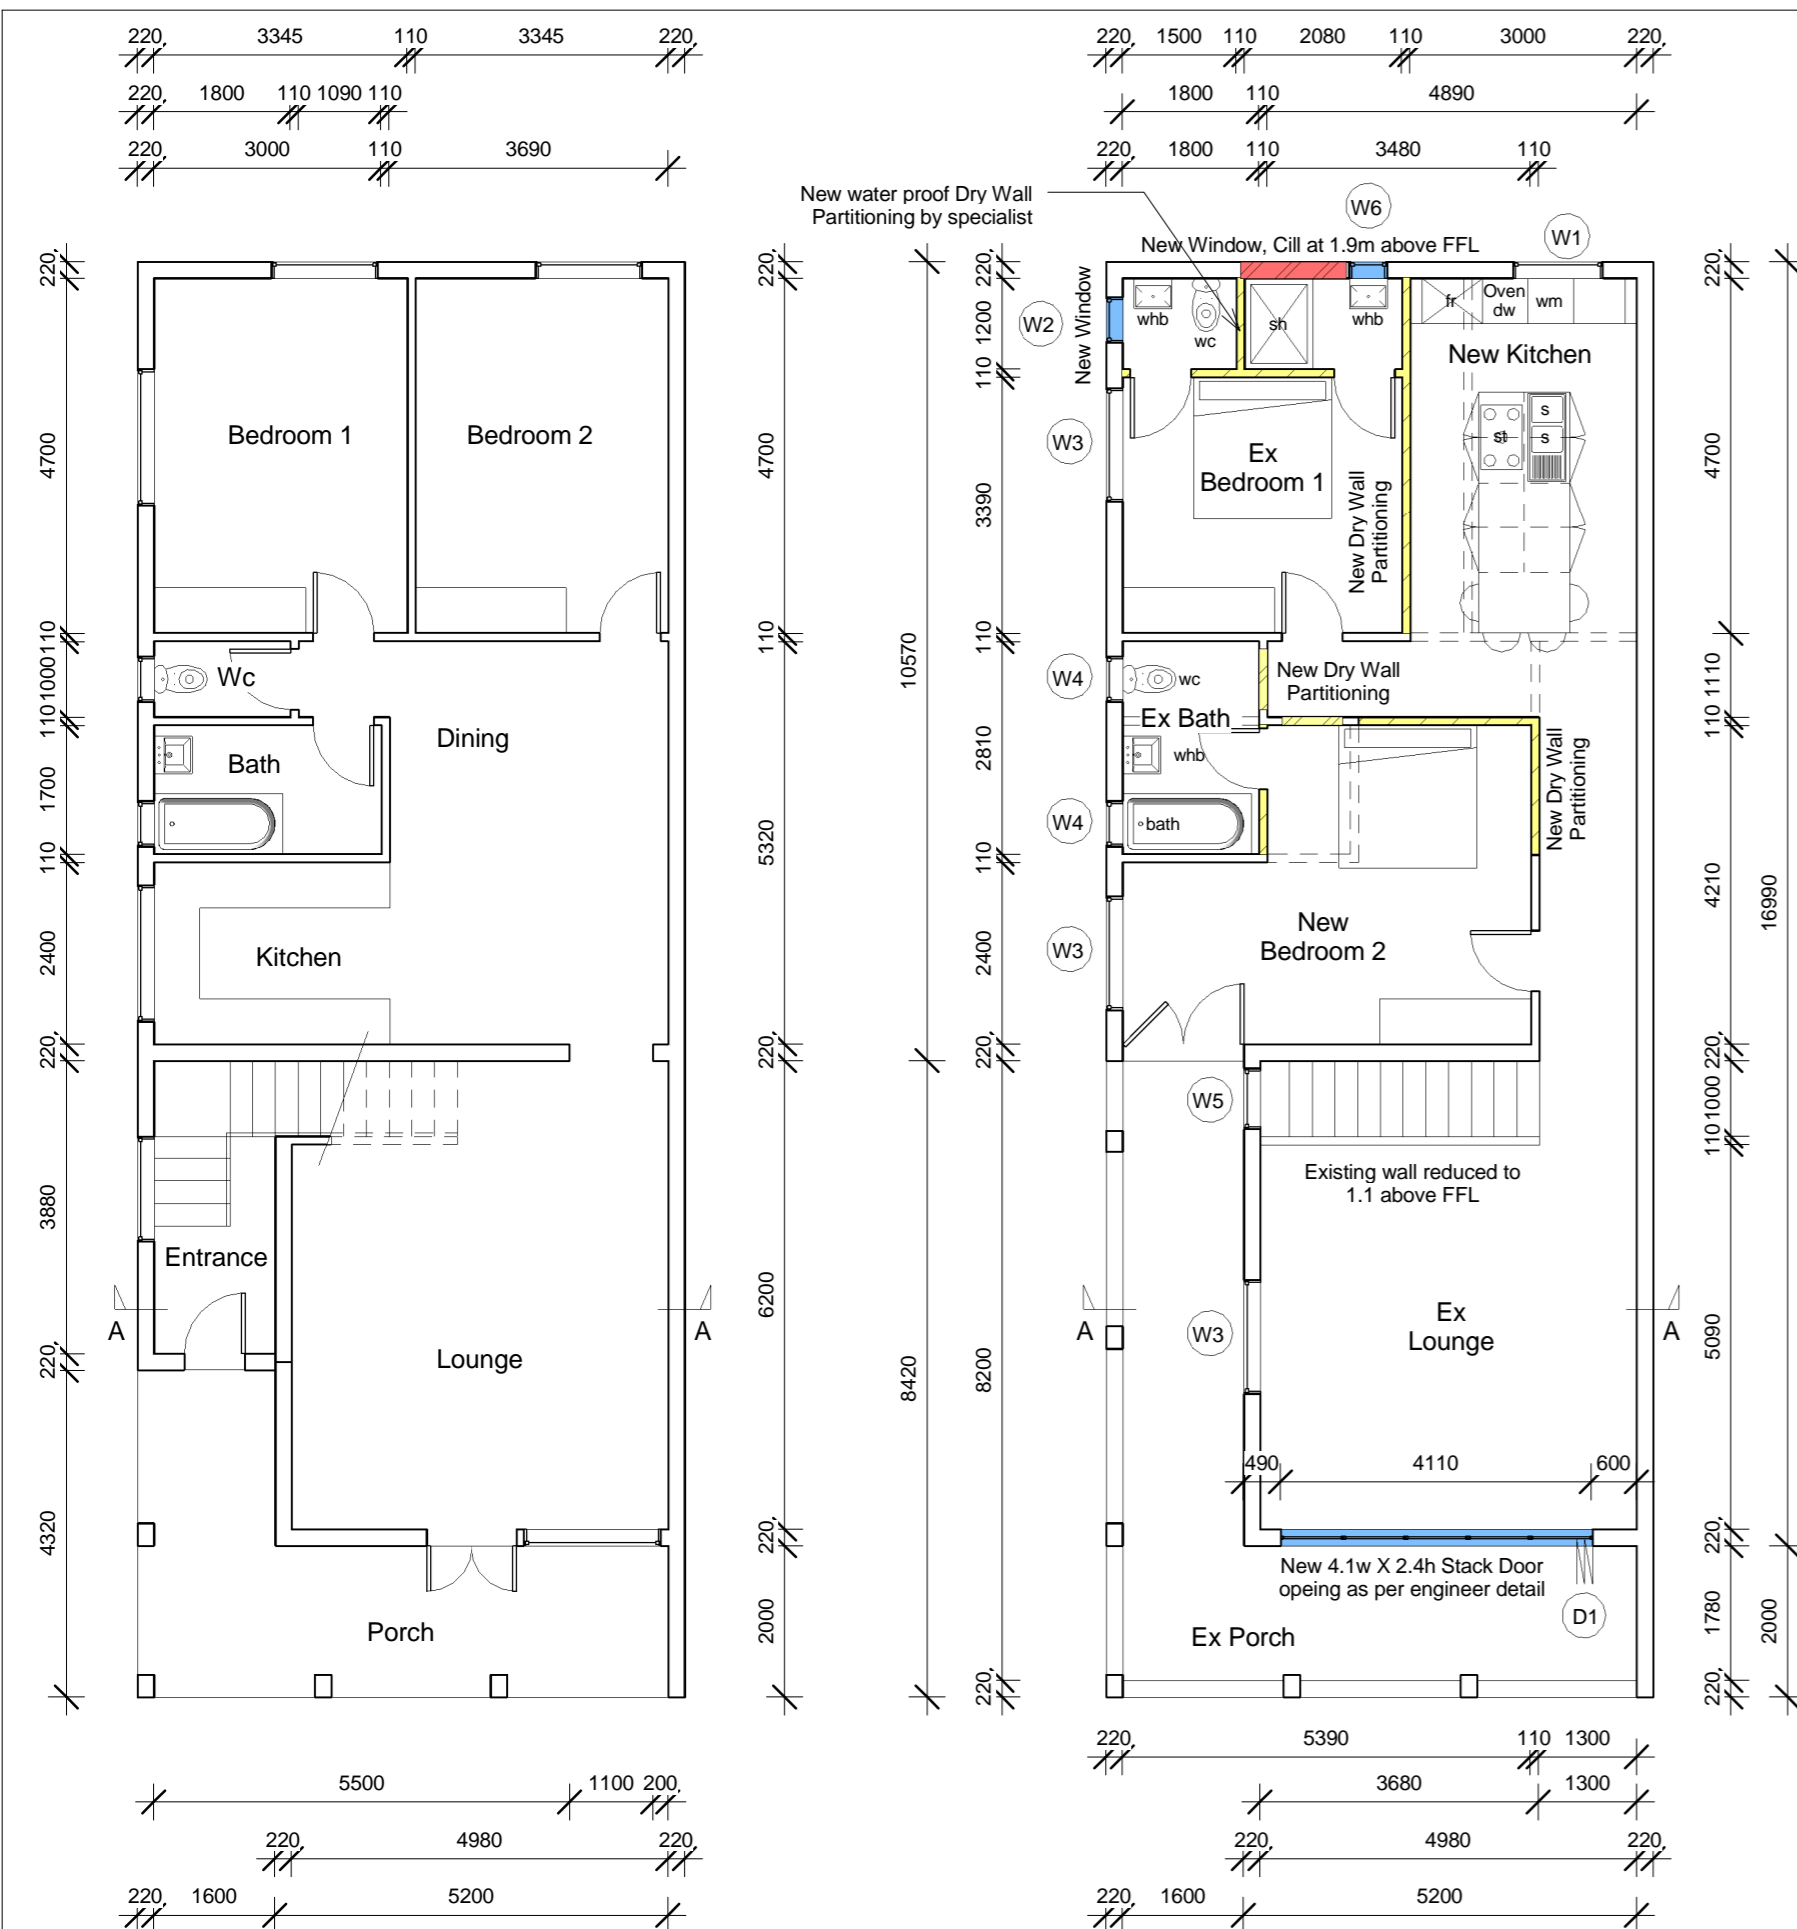 220, 3345 110 3345 220,
220, 1800 110 1090 110
220, 3000 110 3690
220, 4700 110 1000 110 1700 110 2400 220, 3880 220, 4320
Bedroom 1
Bedroom 2
Wc
Bath
Dining
Kitchen
Entrance
Lounge
A
A
Porch
220, 4700 110 5320 220, 6200 220, 2000
10570 8420
5500 1100 200,
220, 4980 220,
220, 1600 5200
220, 1500 110 2080 110 3000 220,
1800 110 4890
220, 1800 110 3480 110
New water proof Dry Wall
Partitioning by specialist
W6
W1
New Window, Cill at 1.9m above FFL
220, 1200 110 3390 110 2810 110 2400 220, 8200 220,
W2
New Window
whb
wc
sh
whb
fr
Oven
dw
wm
New Kitchen
W3
Ex
Bedroom 1
New Dry Wall
Partitioning
st
s
s
W4
wc
New Dry Wall
Partitioning
Ex Bath
whb
New Dry Wall
Partitioning
W4
bath
New
Bedroom 2
W3
W5
Existing wall reduced to
1.1 above FFL
W3
Ex
Lounge
A
A
490 4110 600
New 4.1w X 2.4h Stack Door
opeing as per engineer detail
D1
Ex Porch
220, 4700 1110 110 4210 220, 1000 110 5090 220, 1780 220,
16990 2000
220, 5390 110 1300
3680 1300
220, 4980 220,
220, 1600 5200